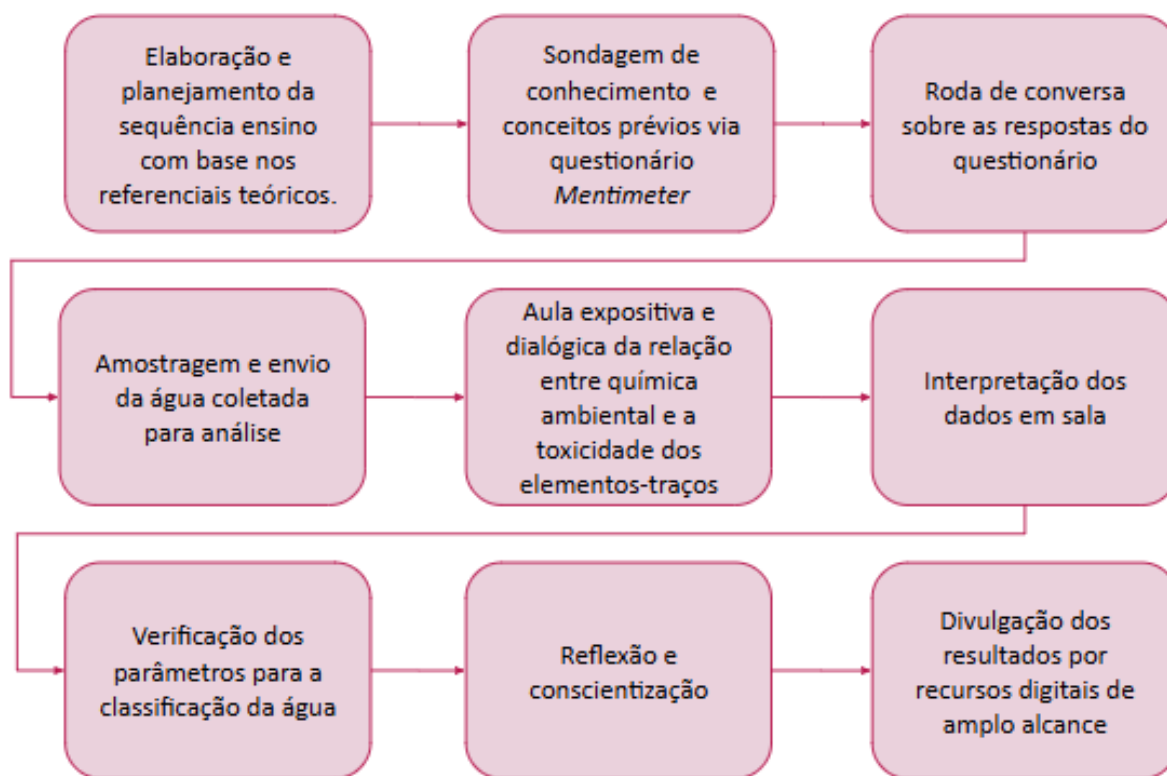 Elaboração e
planejamento da
sequência ensino
com base nos
referenciais teóricos.
Sondagem de
conhecimento e
conceitos prévios via
questionário
Mentimeter
Roda de conversa
sobre as respostas do
questionário
Amostragem e envio
da água coletada
para análise
Aula expositiva e
dialógica da relação
entre química
ambiental e a
toxicidade dos
elementos-traços
Interpretação dos
dados em sala
Verificação dos
parâmetros para a
classificação da água
Reflexão e
conscientização
Divulgação dos
resultados por
recursos digitais de
amplo alcance